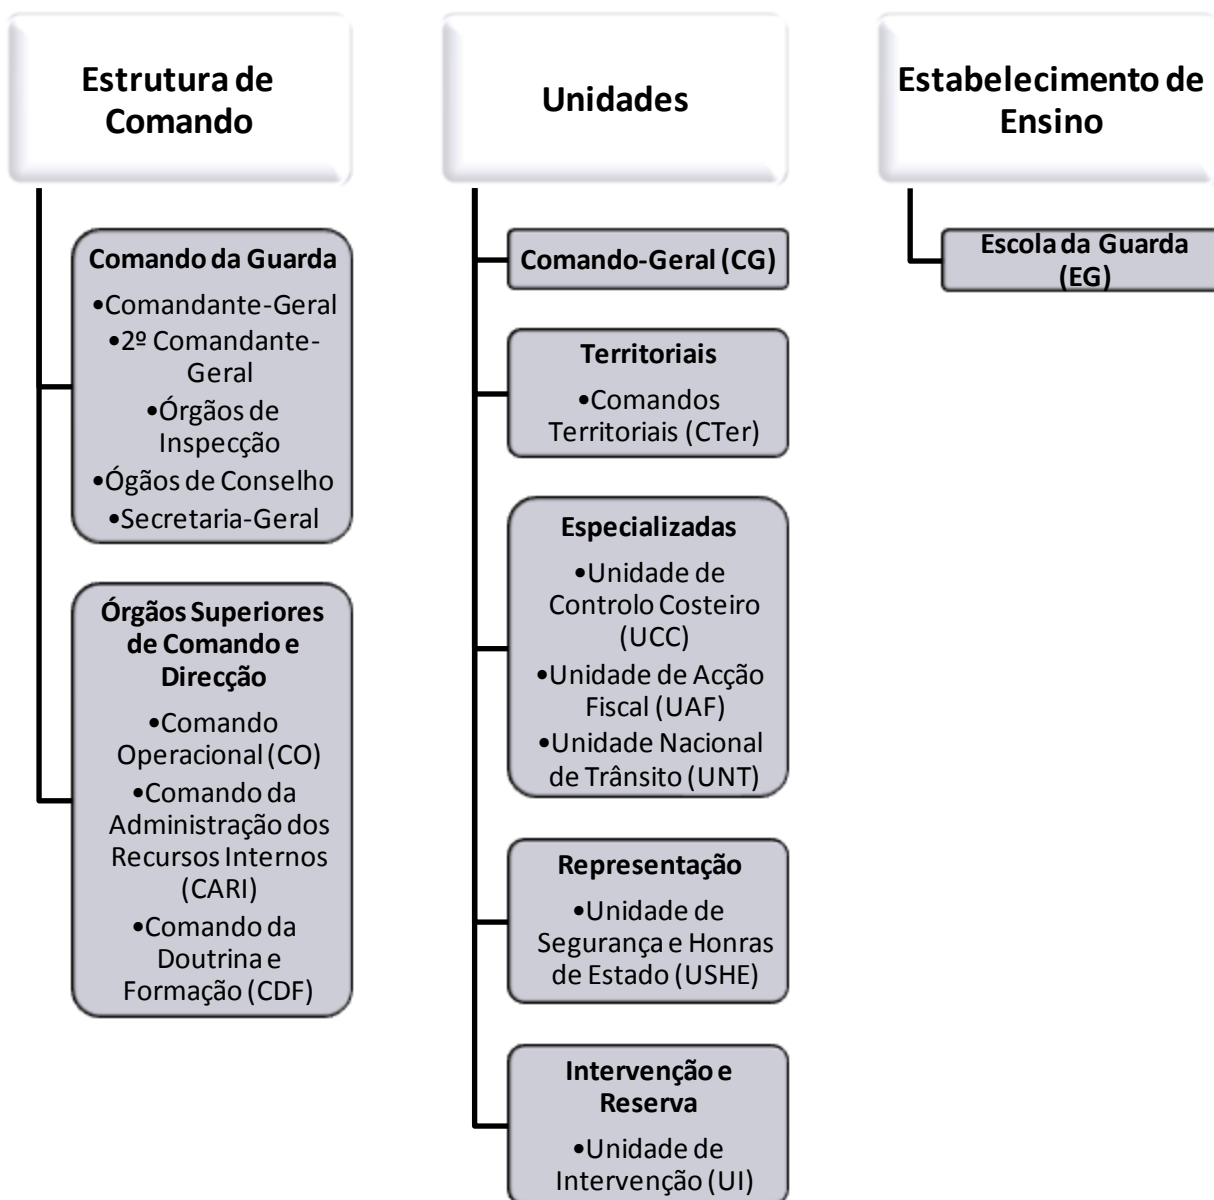 Estrutura de
Comando
Comando da Guarda
•Comandante-Geral
•2º Comandante-
Geral
•Órgãos de
Inspecção
•Ógãos de Conselho
•Secretaria-Geral
Órgãos Superiores
de Comando e
Direcção
•Comando
Operacional (CO)
•Comando da
Administração dos
Recursos Internos
(CARI)
•Comando da
Doutrina e
Formação (CDF)
Unidades
Comando-Geral (CG)
Territoriais
•Comandos
Territoriais (CTer)
Especializadas
•Unidade de
Controlo Costeiro
(UCC)
•Unidade de Acção
Fiscal (UAF)
•Unidade Nacional
de Trânsito (UNT)
Representação
•Unidade de
Segurança e Honras
de Estado (USHE)
Intervenção e
Reserva
•Unidade de
Intervenção (UI)
Estabelecimento de
Ensino
Escola da Guarda
(EG)